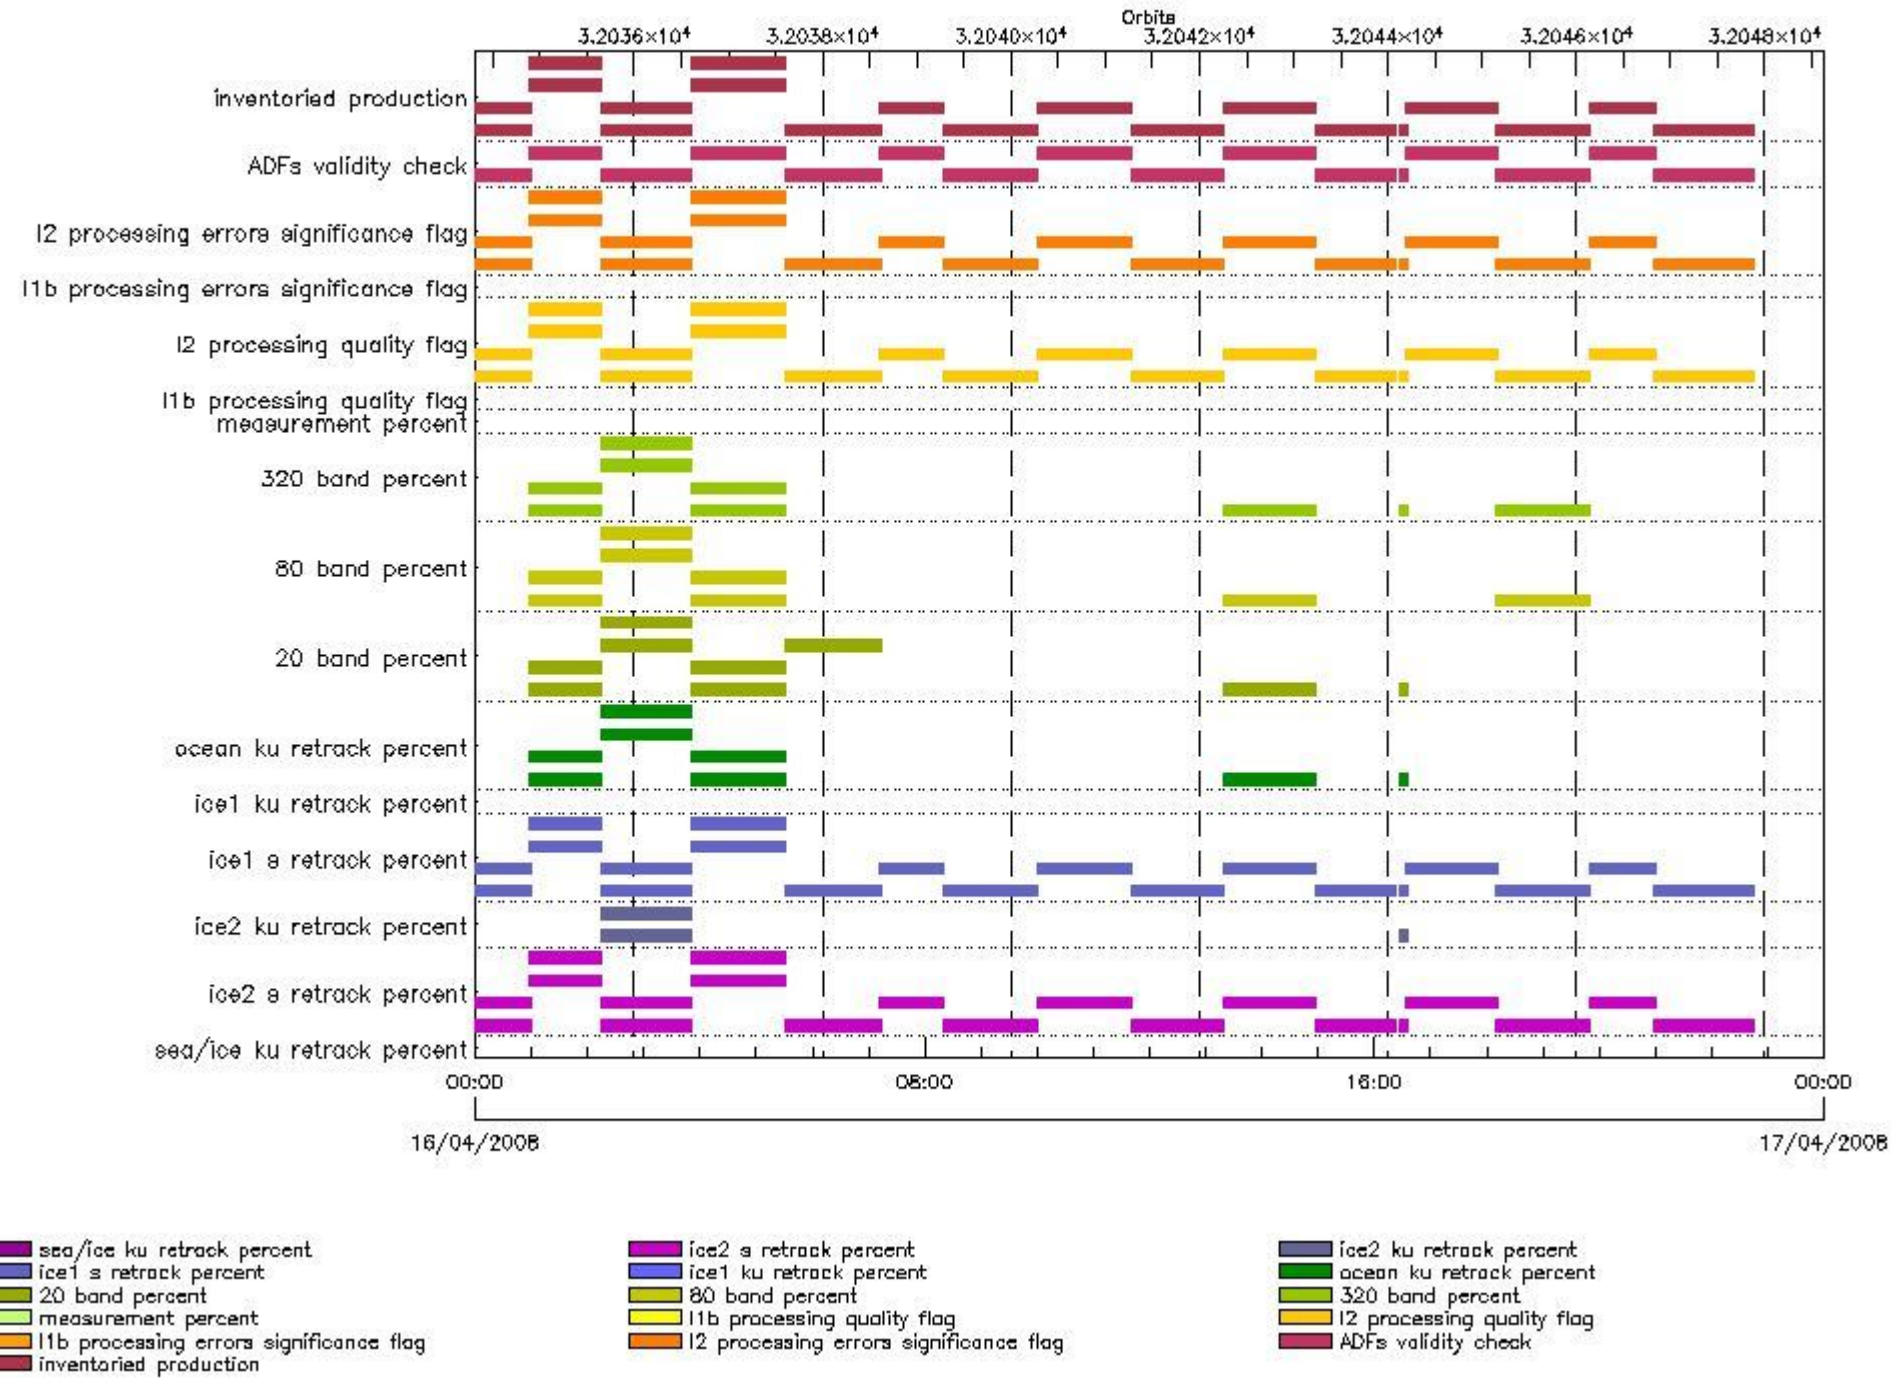 Orbits
3.2036×10⁴ 3.2038×10⁴ 3.2040×10⁴ 3.2042×10⁴ 3.2044×10⁴ 3.2046×10⁴ 3.2048×10⁴
inventoried production
ADFs validity check
l2 processing errors significance flag
l1b processing errors significance flag
l2 processing quality flag
l1b processing quality flag
measurement percent
320 band percent
80 band percent
20 band percent
ocean ku retrack percent
ice1 ku retrack percent
ice1 s retrack percent
ice2 ku retrack percent
ice2 s retrack percent
sea/ice ku retrack percent
00:00 08:00 16:00 00:00
16/04/2008 17/04/2008
sea/ice ku retrack percent ice2 s retrack percent ice2 ku retrack percent
ice1 s retrack percent ice1 ku retrack percent ocean ku retrack percent
20 band percent 80 band percent 320 band percent
measurement percent l1b processing quality flag l2 processing quality flag
l1b processing errors significance flag l2 processing errors significance flag ADFs validity check
inventoried production